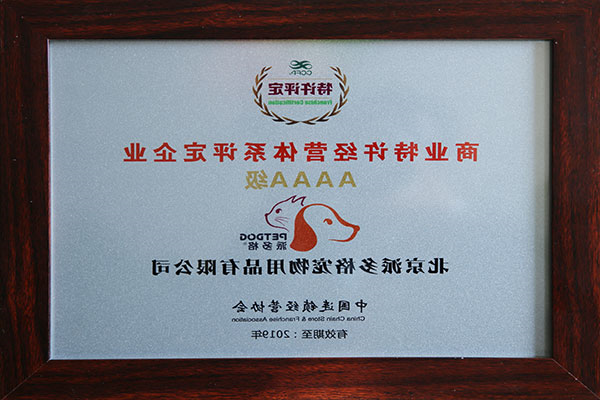 CCFA
特许评定
Franchise Certification
商业特许经营体系评定企业
AAAA级
PETDOG
派多格
北京派多格宠物用品有限公司
中国连锁经营协会
China Chain Store & Franchise Association
有效期至：2019年